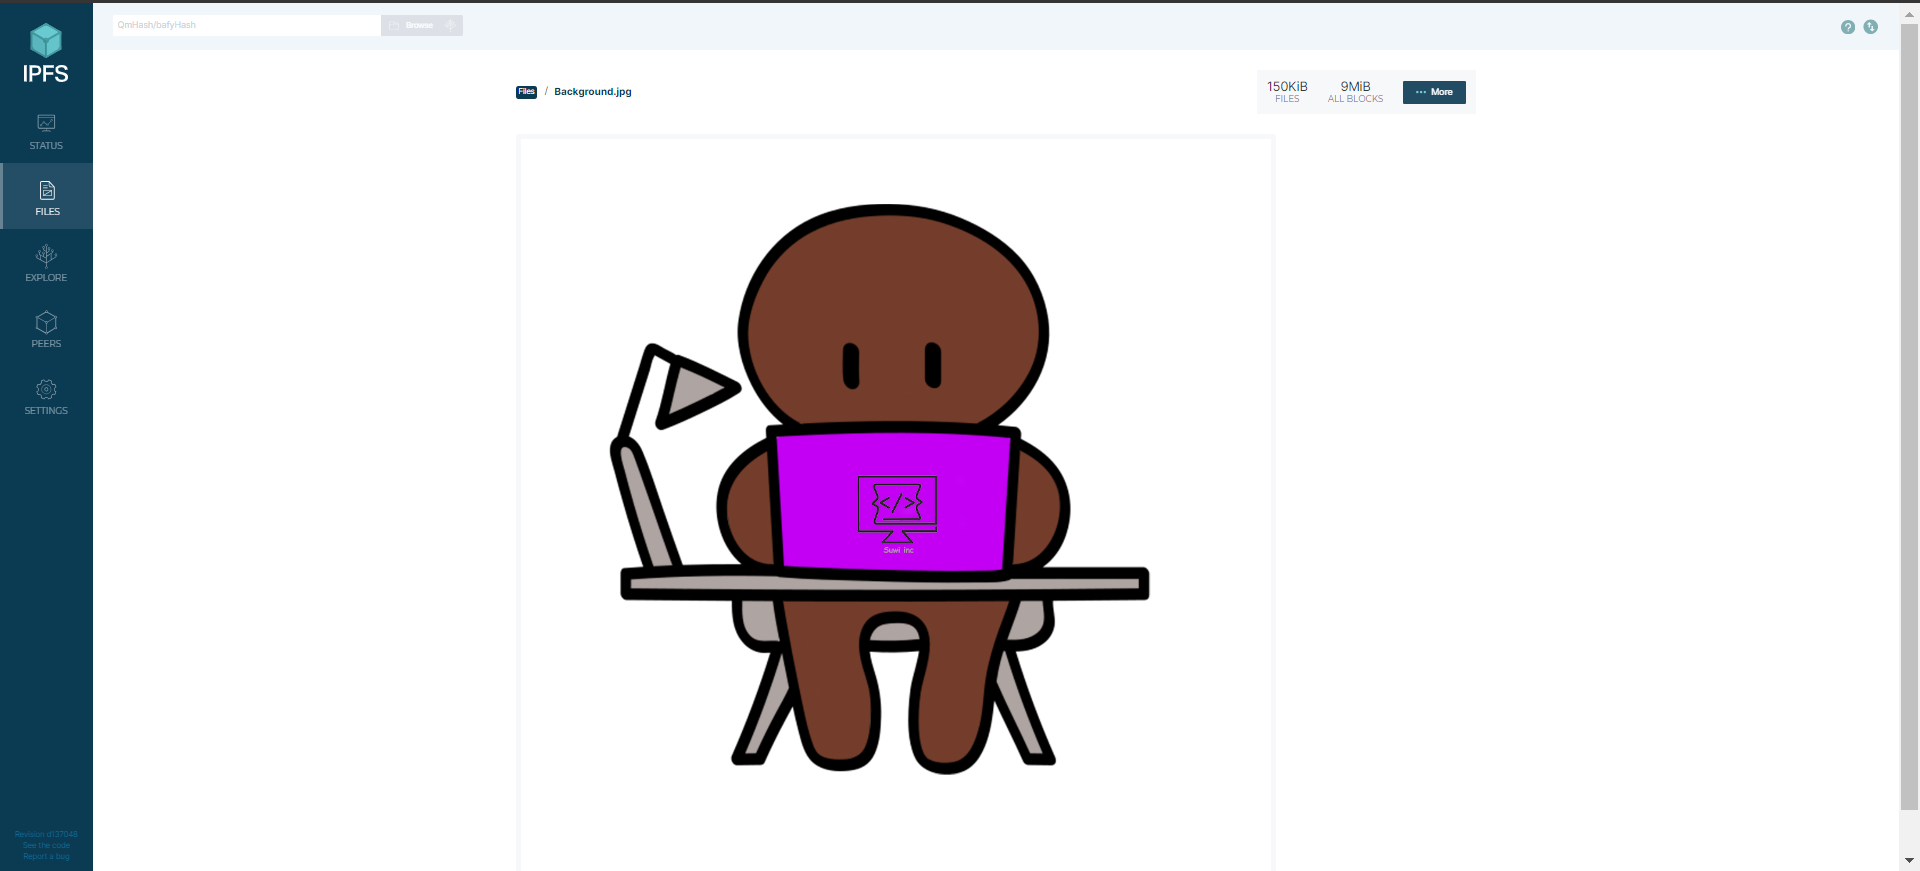 QmHash/bafyHash
Browse
IPFS
STATUS
FILES
EXPLORE
PEERS
SETTINGS
Revision d137048
See the code
Report a bug
Files / Background.jpg
150KiB
FILES
9MiB
ALL BLOCKS
··· More
</>
Suwi inc